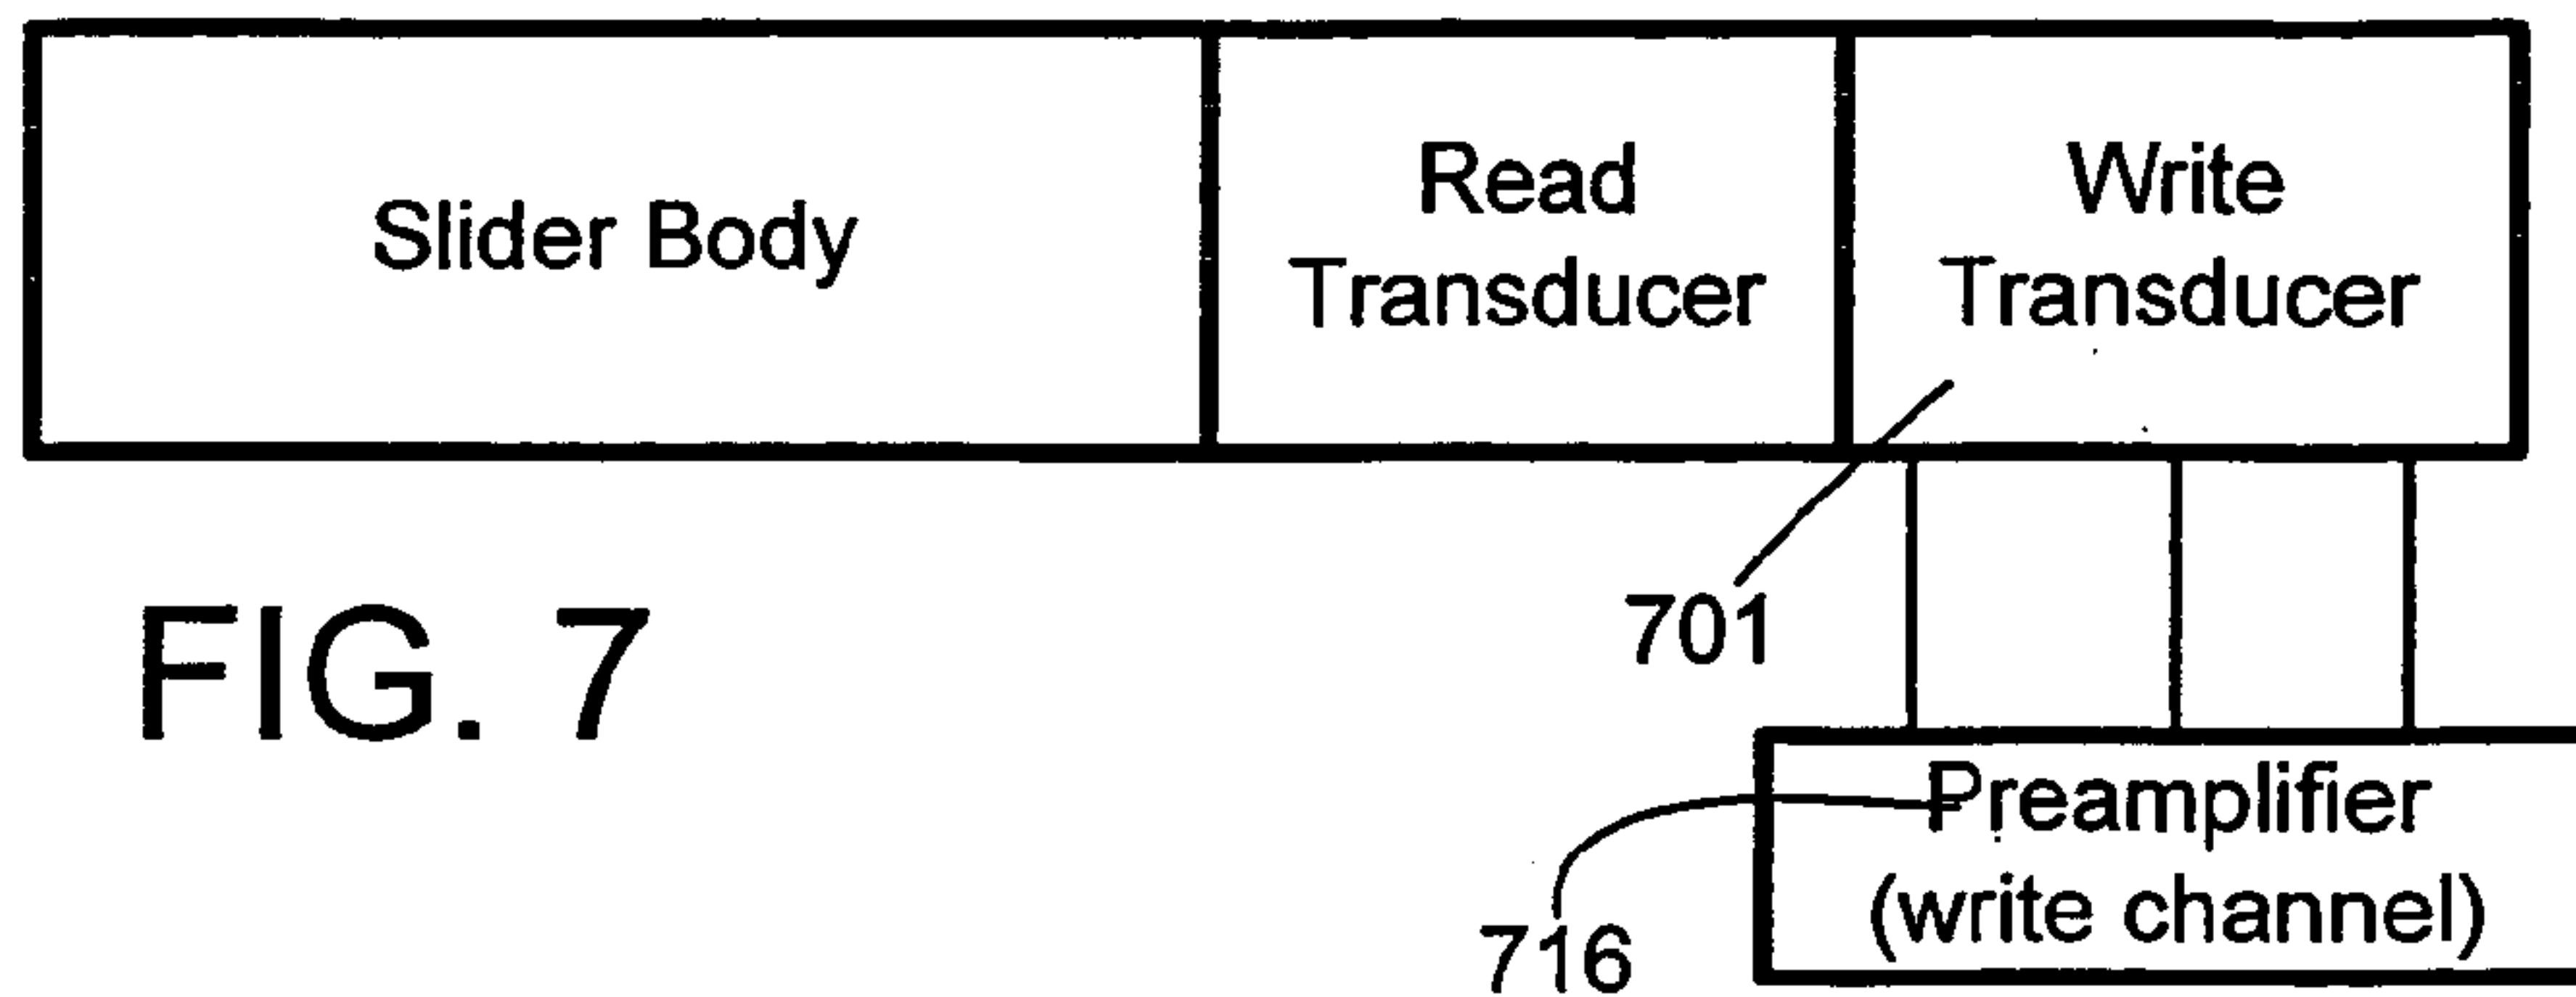 Slider Body
Read
Transducer
Write
Transducer
701
FIG. 7
Preamplifier
(write channel)
716